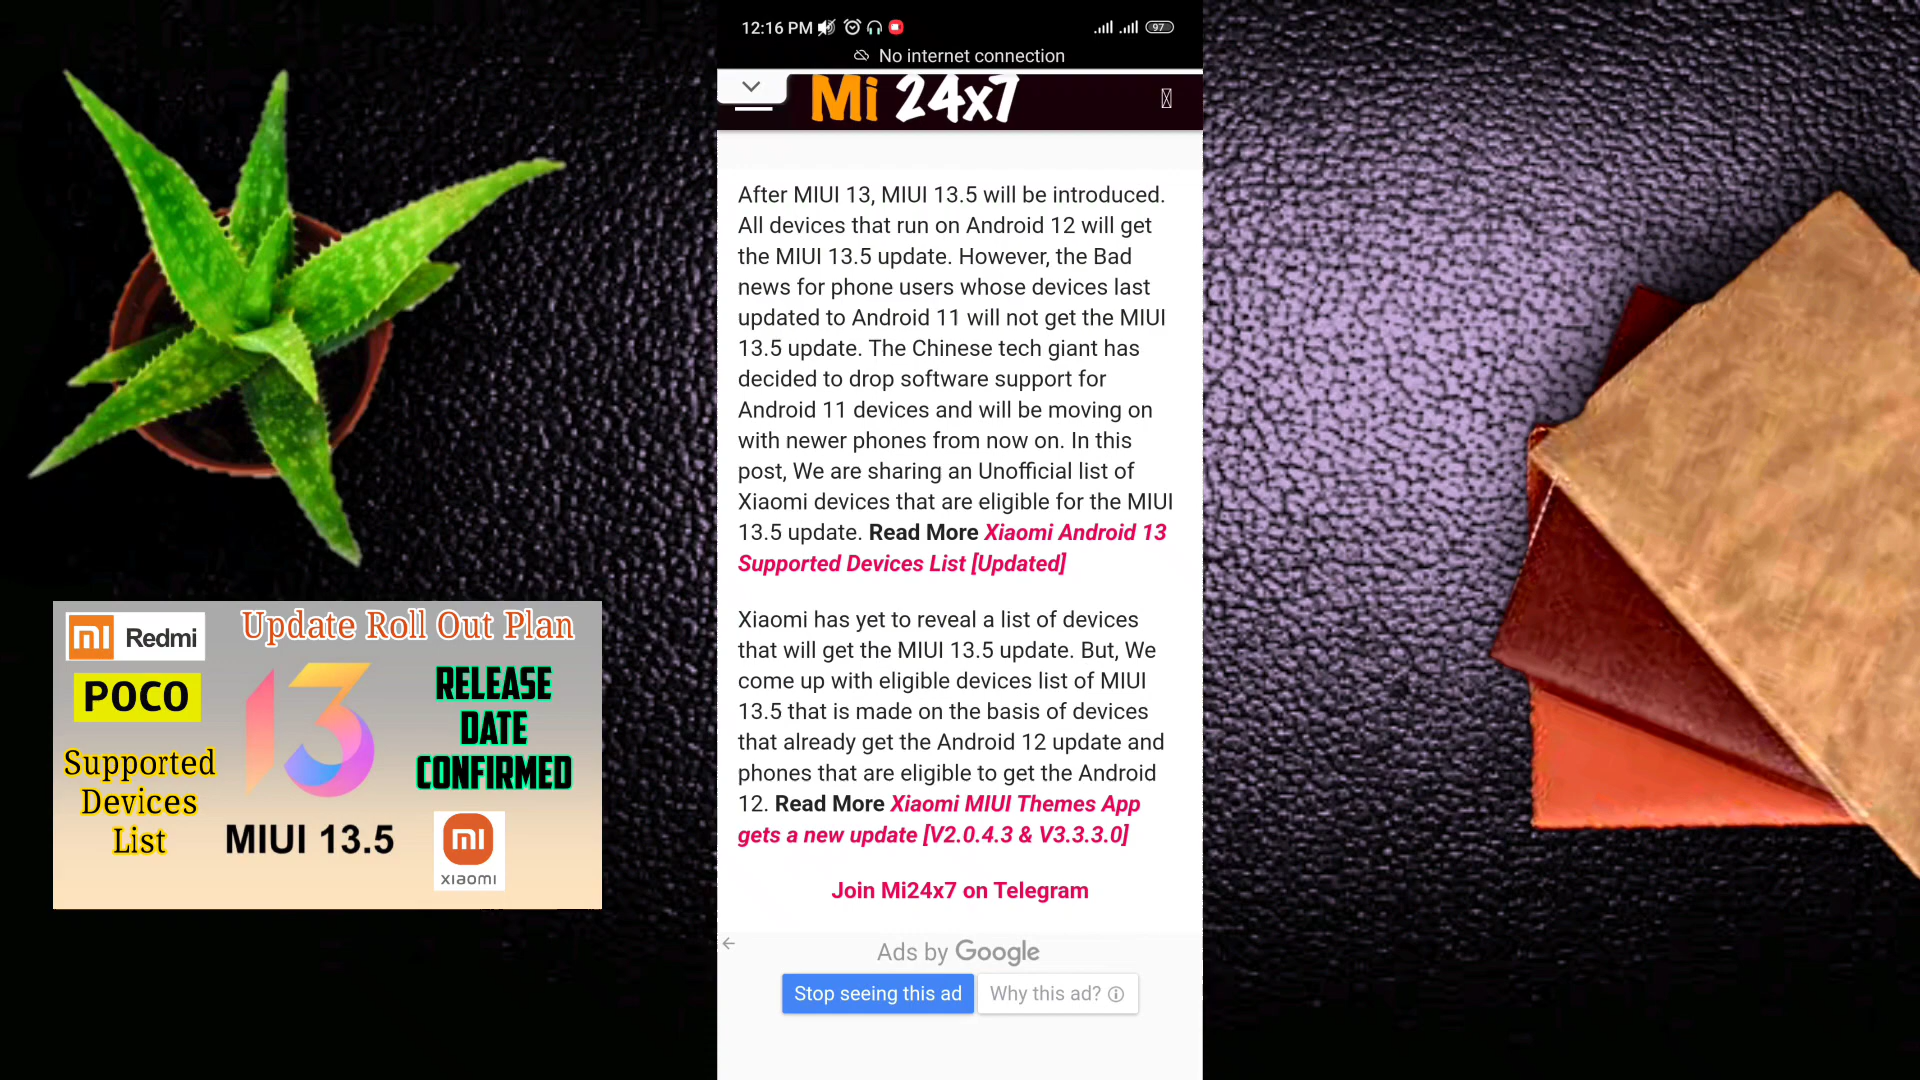 12:16 PM
97
No internet connection
Mi 24x7
After MIUI 13, MIUI 13.5 will be introduced.
All devices that run on Android 12 will get
the MIUI 13.5 update. However, the Bad
news for phone users whose devices last
updated to Android 11 will not get the MIUI
13.5 update. The Chinese tech giant has
decided to drop software support for
Android 11 devices and will be moving on
with newer phones from now on. In this
post, We are sharing an Unofficial list of
Xiaomi devices that are eligible for the MIUI
13.5 update. Read More Xiaomi Android 13
Supported Devices List [Updated]
Xiaomi has yet to reveal a list of devices
that will get the MIUI 13.5 update. But, We
come up with eligible devices list of MIUI
13.5 that is made on the basis of devices
that already get the Android 12 update and
phones that are eligible to get the Android
12. Read More Xiaomi MIUI Themes App
gets a new update [V2.0.4.3 & V3.3.3.0]
Join Mi24x7 on Telegram
Ads by Google
Stop seeing this ad
Why this ad?
mi Redmi
Update Roll Out Plan
POCO
13
RELEASE
DATE
CONFIRMED
Supported
Devices
List
MIUI 13.5
mi
xiaomi